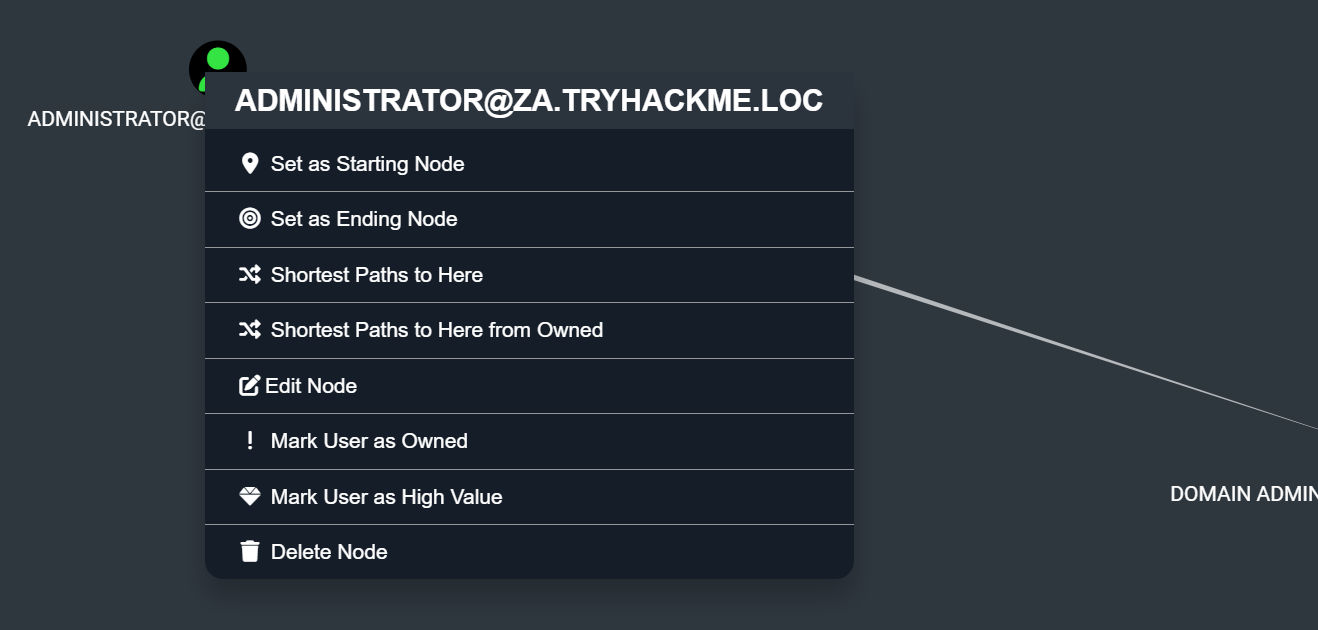 ADMINISTRATOR@ZA.TRYHACKME.LOC
ADMINISTRATOR@
Set as Starting Node
Set as Ending Node
Shortest Paths to Here
Shortest Paths to Here from Owned
Edit Node
Mark User as Owned
Mark User as High Value
DOMAIN ADMIN
Delete Node